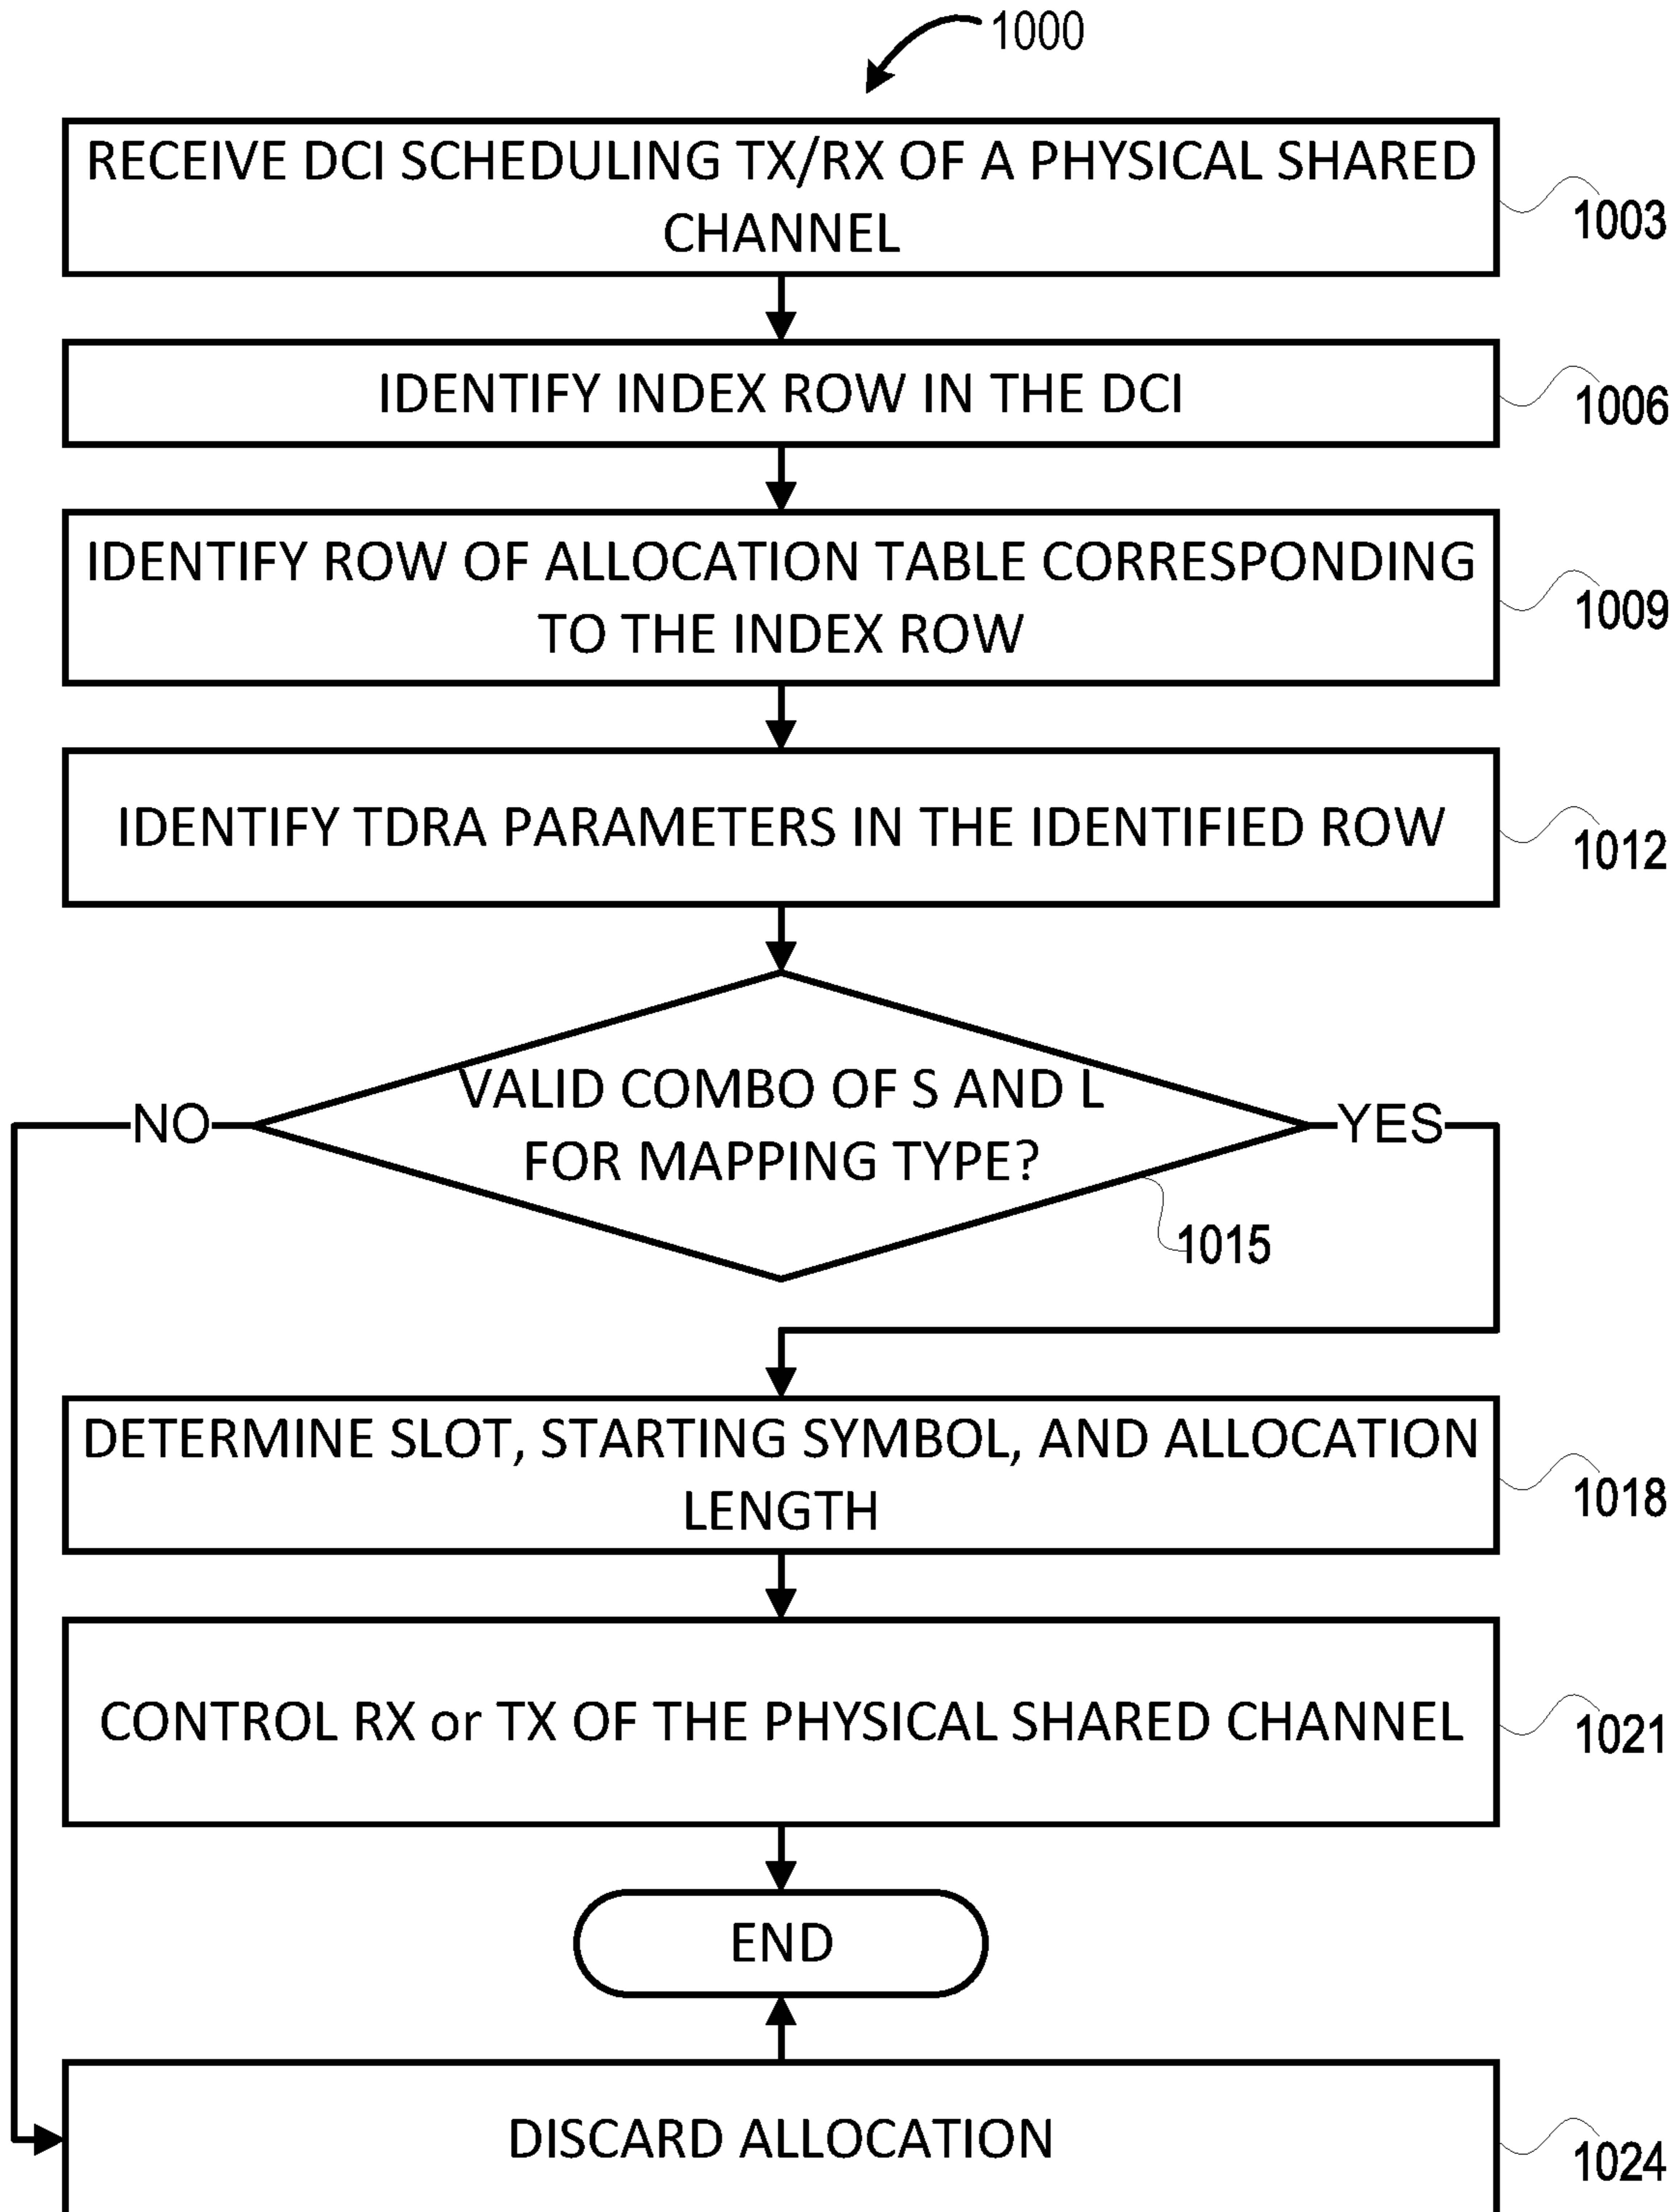 1000
RECEIVE DCI SCHEDULING TX/RX OF A PHYSICAL SHARED
CHANNEL
1003
IDENTIFY INDEX ROW IN THE DCI
1006
IDENTIFY ROW OF ALLOCATION TABLE CORRESPONDING
TO THE INDEX ROW
1009
IDENTIFY TDRA PARAMETERS IN THE IDENTIFIED ROW
1012
VALID COMBO OF S AND L
FOR MAPPING TYPE?
NO
YES
1015
DETERMINE SLOT, STARTING SYMBOL, AND ALLOCATION
LENGTH
1018
CONTROL RX or TX OF THE PHYSICAL SHARED CHANNEL
1021
END
DISCARD ALLOCATION
1024